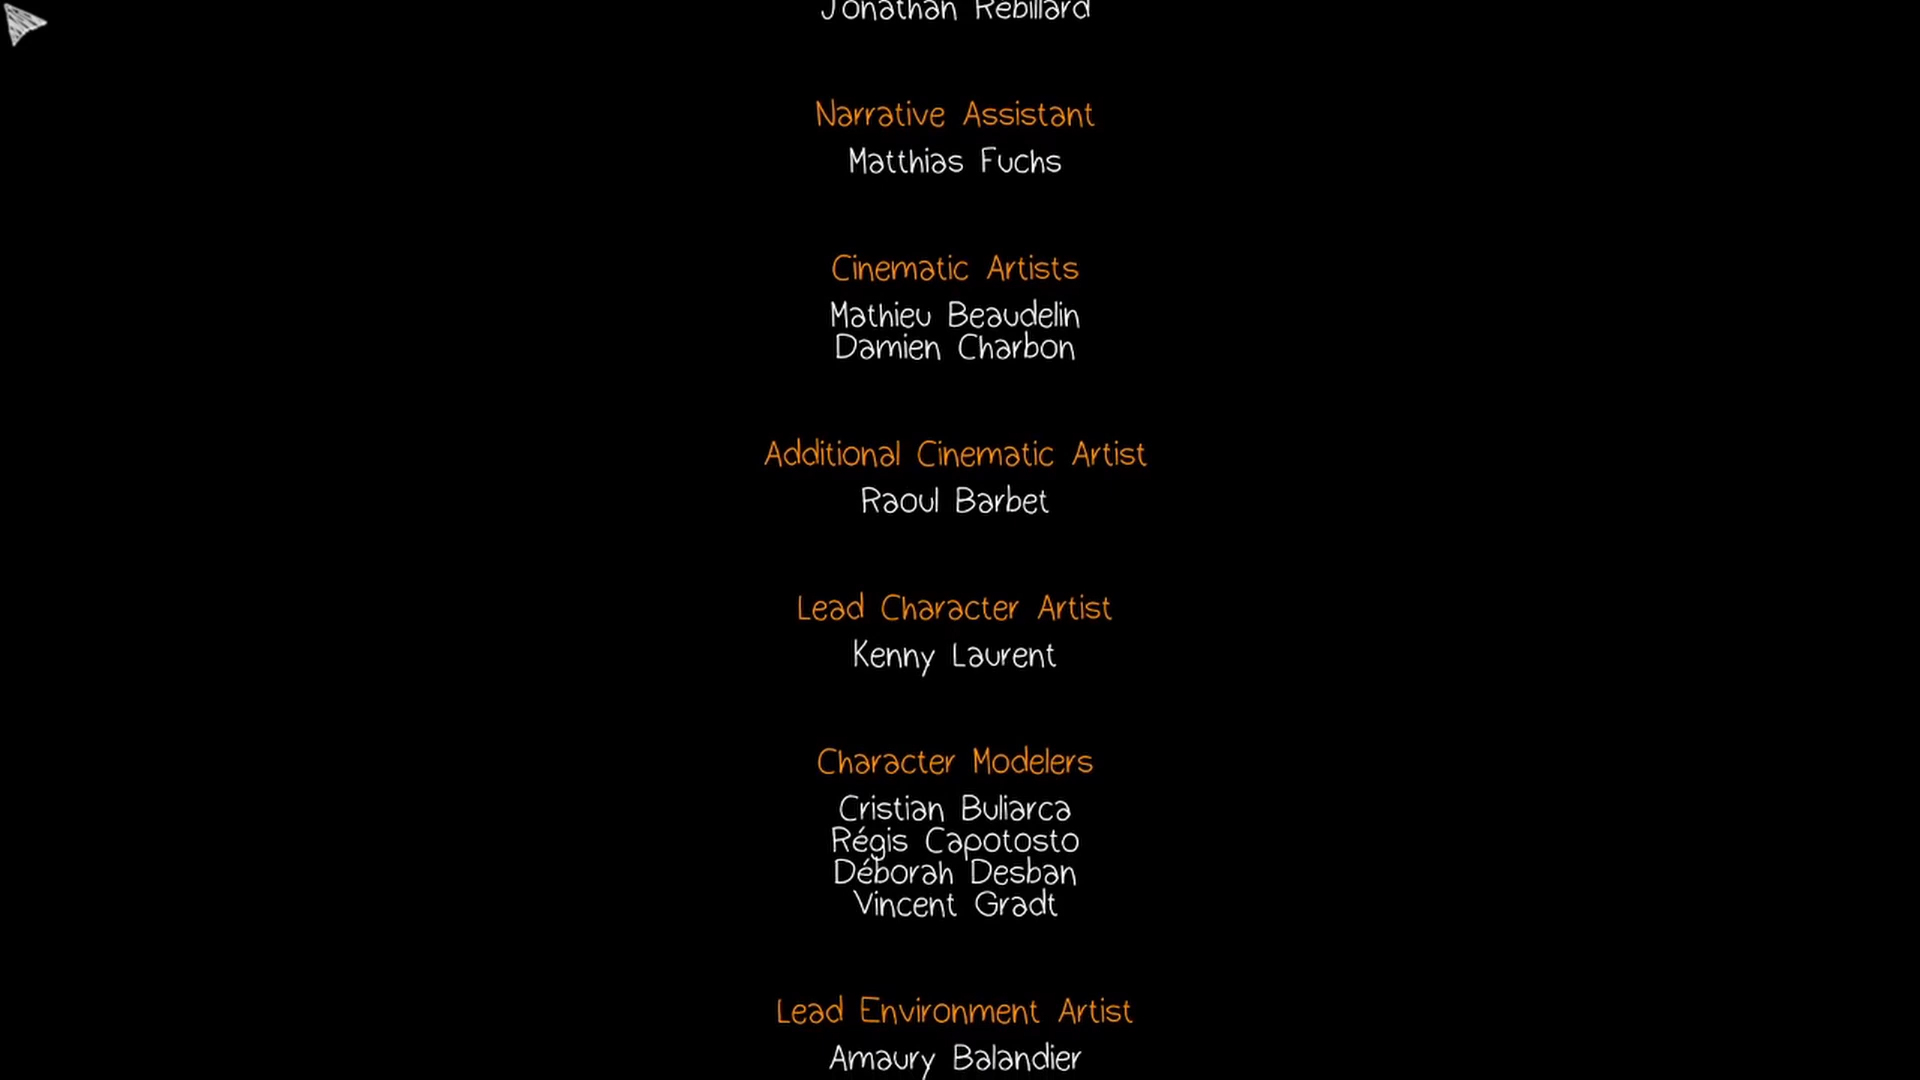 Jonathan Rebillard
Narrative Assistant
Matthias Fuchs
Cinematic Artists
Mathieu Beaudelin
Damien Charbon
Additional Cinematic Artist
Raoul Barbet
Lead Character Artist
Kenny Laurent
Character Modelers
Cristian Buliarca
Régis Capotosto
Déborah Desban
Vincent Gradt
Lead Environment Artist
Amaury Balandier